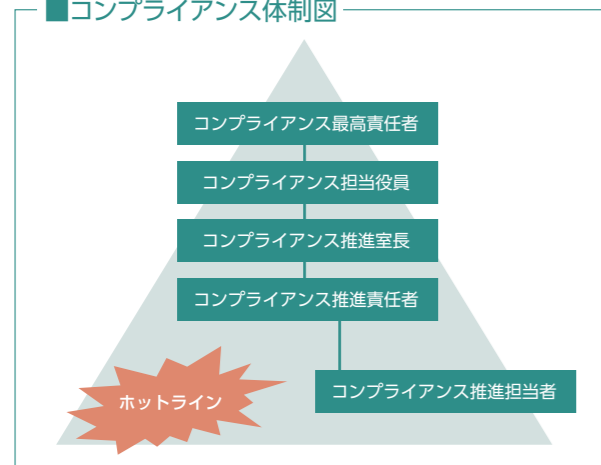 ■コンプライアンス体制図
コンプライアンス最高責任者
コンプライアンス担当役員
コンプライアンス推進室長
コンプライアンス推進責任者
コンプライアンス推進担当者
ホットライン